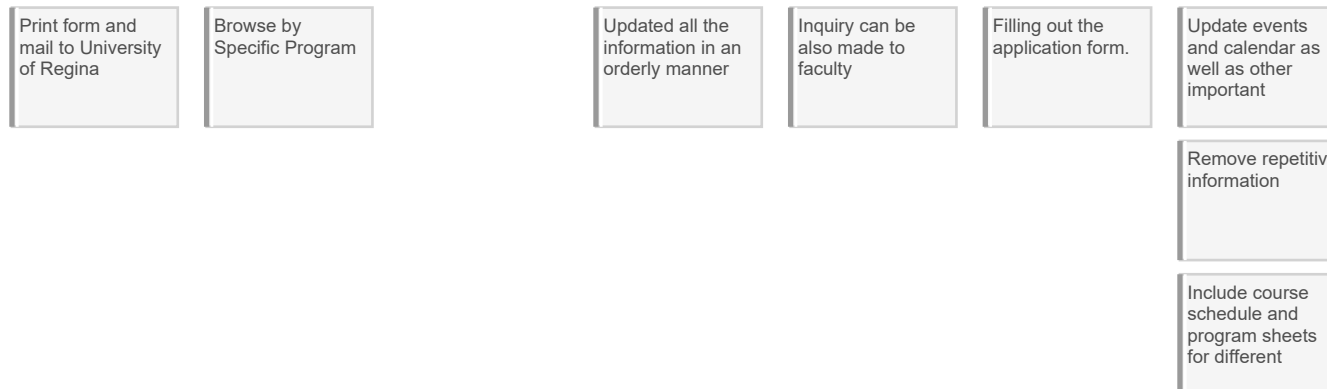 Print form and
mail to University
of Regina
Browse by
Specific Program
Updated all the
information in an
orderly manner
Inquiry can be
also made to
faculty
Filling out the
application form.
Update events
and calendar as
well as other
important
Remove repetitiv
information
Include course
schedule and
program sheets
for different